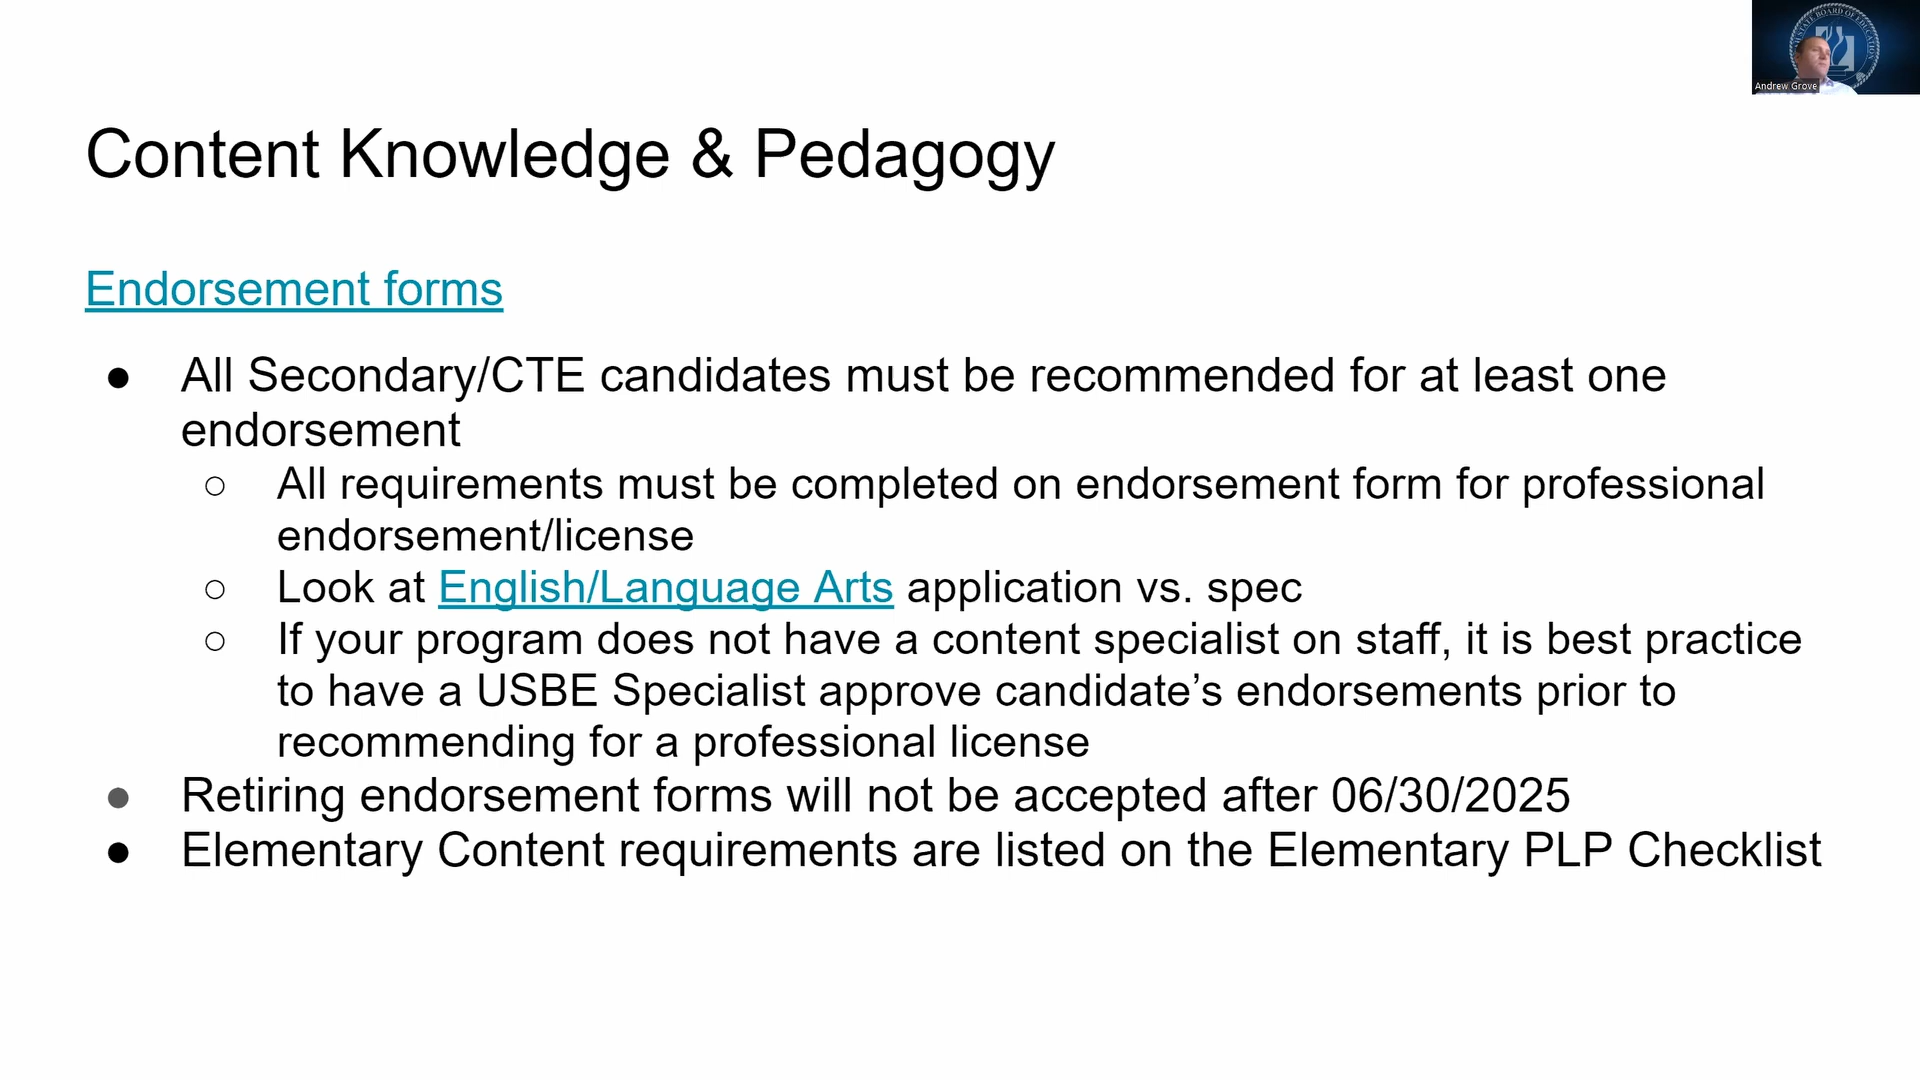 STATE BOARD OF EDUCATION
Andrew Grove
Content Knowledge & Pedagogy
Endorsement forms
● All Secondary/CTE candidates must be recommended for at least one
endorsement
○ All requirements must be completed on endorsement form for professional
endorsement/license
○ Look at English/Language Arts application vs. spec
○ If your program does not have a content specialist on staff, it is best practice
to have a USBE Specialist approve candidate’s endorsements prior to
recommending for a professional license
● Retiring endorsement forms will not be accepted after 06/30/2025
● Elementary Content requirements are listed on the Elementary PLP Checklist